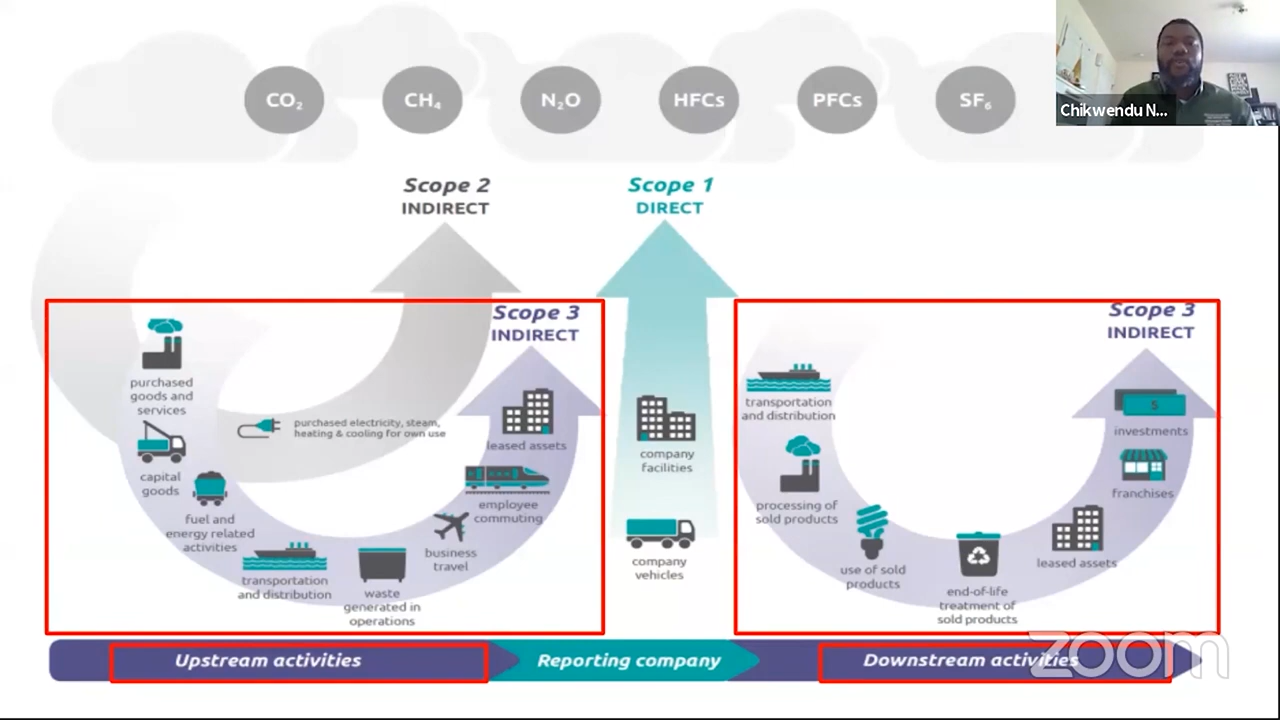 CO₂
CH₄
N₂O
HFCs
PFCs
SF₆
Chikwendu N...
Scope 2
INDIRECT
Scope 1
DIRECT
Scope 3
INDIRECT
purchased
goods and
services
purchased electricity, steam,
heating & cooling for own use
capital
goods
fuel and
energy related
activities
transportation
and distribution
waste
generated in
operations
business
travel
employee
commuting
leased assets
company
facilities
company
vehicles
Scope 3
INDIRECT
transportation
and distribution
processing of
sold products
use of sold
products
end-of-life
treatment of
sold products
leased assets
franchises
5
investments
Upstream activities
Reporting company
Downstream activities
zoom